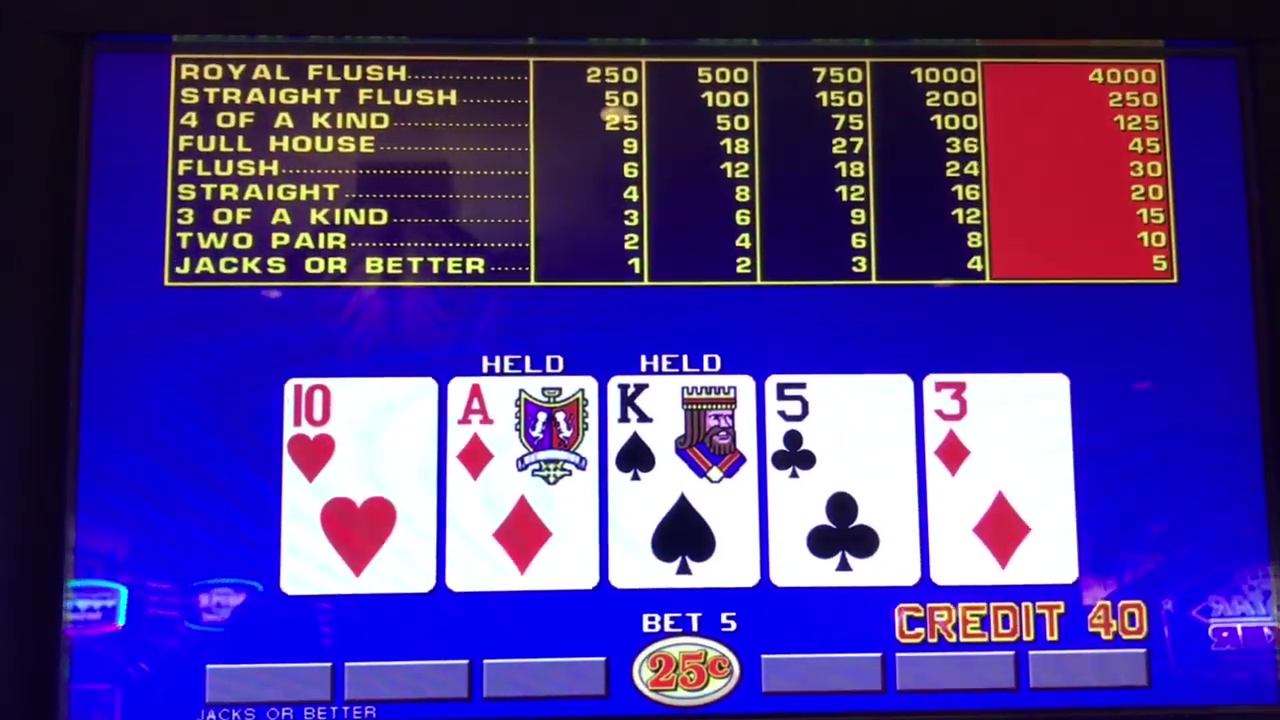 ROYAL FLUSH 250 500 750 1000 4000
STRAIGHT FLUSH 50 100 150 200 250
4 OF A KIND 25 50 75 100 125
FULL HOUSE 9 18 27 36 45
FLUSH 6 12 18 24 30
STRAIGHT 4 8 12 16 20
3 OF A KIND 3 6 9 12 15
TWO PAIR 2 4 6 8 10
JACKS OR BETTER 1 2 3 4 5
HELD HELD
10 A K 5 3
BET 5
CREDIT 40
25¢
JACKS OR BETTER